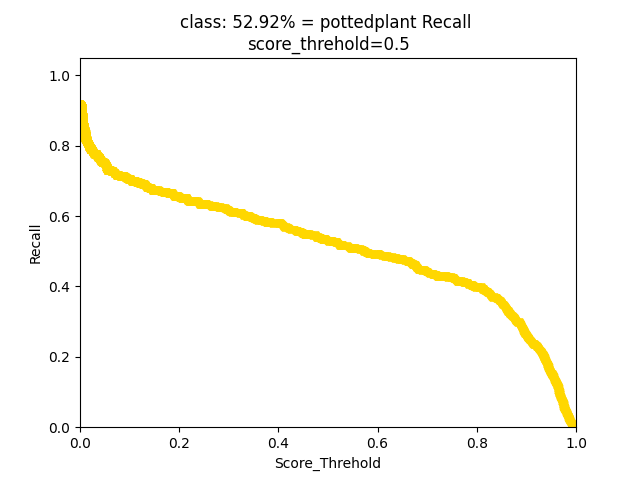 class: 52.92% = pottedplant Recall
score_threhold=0.5
1.0
0.8
0.6
0.4
0.2
0.0
Recall
0.0 0.2 0.4 0.6 0.8 1.0
Score_Threhold